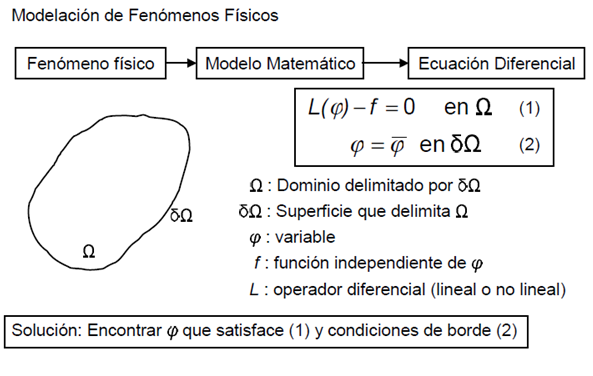 Modelación de Fenómenos Físicos
Fenómeno físico Modelo Matemático Ecuación Diferencial
L(φ) – f = 0 en Ω (1)
φ = φ̅ en δΩ (2)
Ω : Dominio delimitado por δΩ
δΩ : Superficie que delimita Ω
φ : variable
f : función independiente de φ
L : operador diferencial (lineal o no lineal)
δΩ
Ω
Solución: Encontrar φ que satisface (1) y condiciones de borde (2)